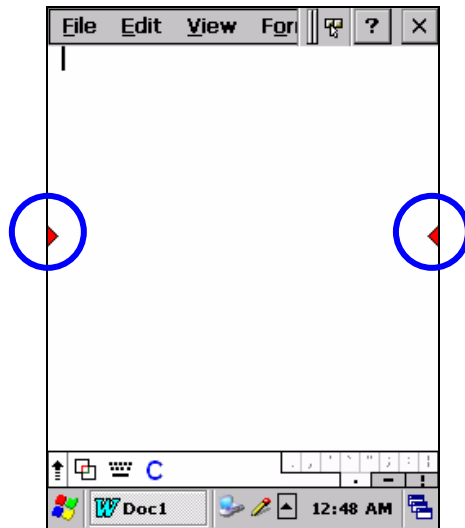 File Edit View For ? ×
C . , ' ` " ; : !
. – !
W Doc1 12:48 AM